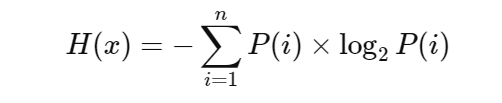 H(x) = − ∑_{i=1}^{n} P(i) × log₂ P(i)